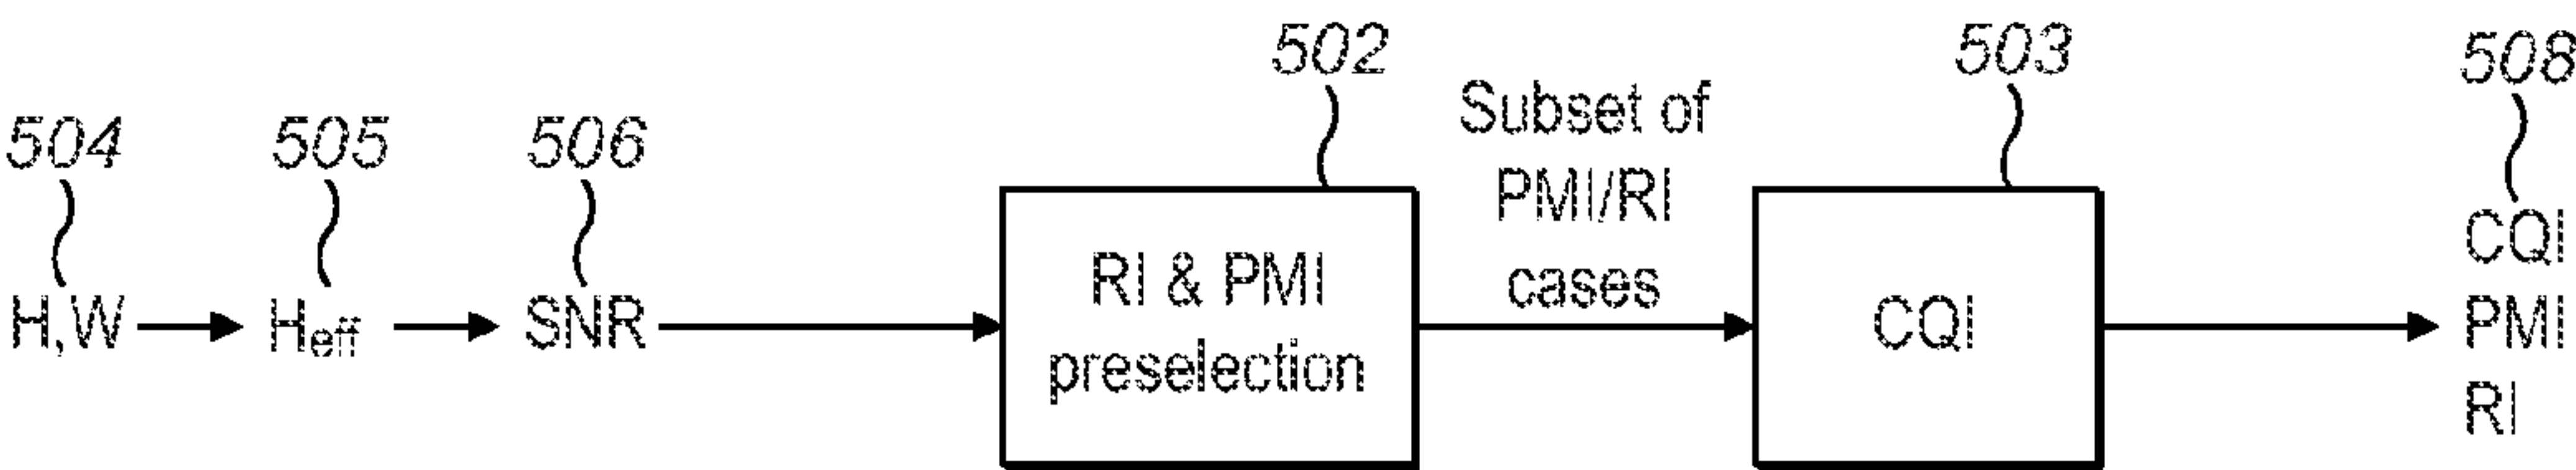 502
503
508
504
505
506
Subset of
PMI/RI
cases
H,W
Heff
SNR
RI & PMI
preselection
CQI
CQI
PMI
RI